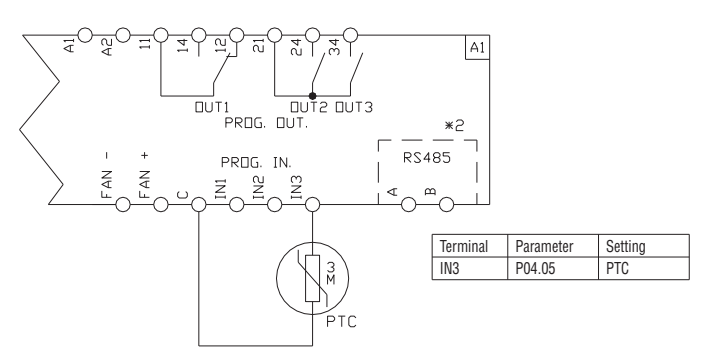 A1 A2 11 14 12 21 24 34
A1
OUT1 OUT2 OUT3
PROG. OUT.
*2
PROG. IN.
RS485
FAN - FAN + C IN1 IN2 IN3 A B
3
M
PTC
Terminal Parameter Setting
IN3 P04.05 PTC